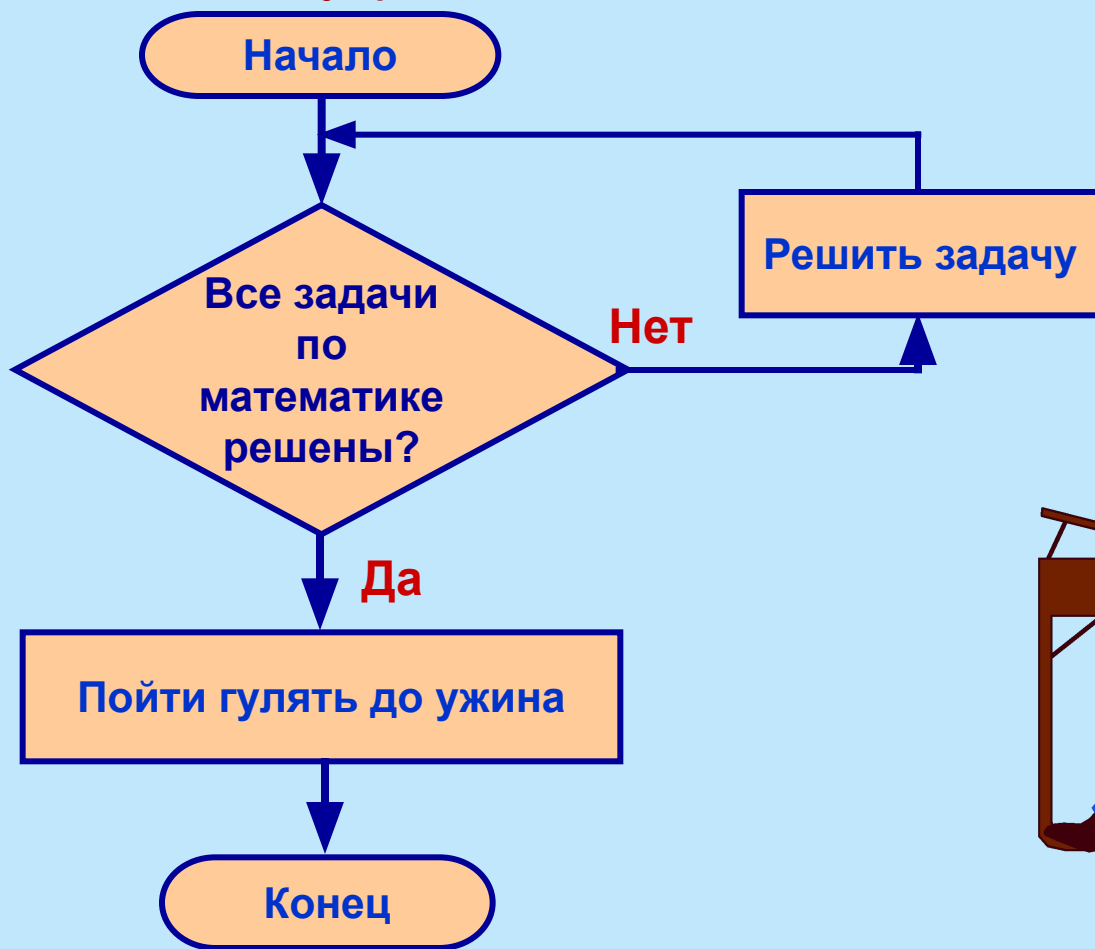 Начало
Решить задачу
Все задачи
по
математике
решены?
Нет
Да
Пойти гулять до ужина
Конец